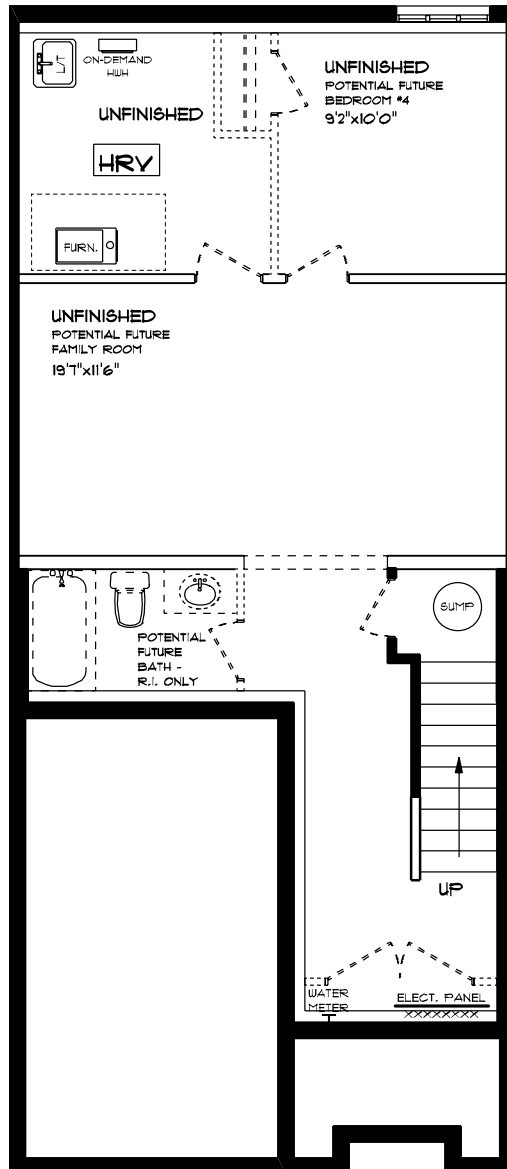 L/T
ON-DEMAND
HWH
UNFINISHED
HRV
FURN.
UNFINISHED
POTENTIAL FUTURE
BEDROOM #4
9'2"x10'0"
UNFINISHED
POTENTIAL FUTURE
FAMILY ROOM
19'7"x11'6"
POTENTIAL
FUTURE
BATH -
R.I. ONLY
SUMP
UP
WATER
METER
ELECT. PANEL
XXXXXXXX